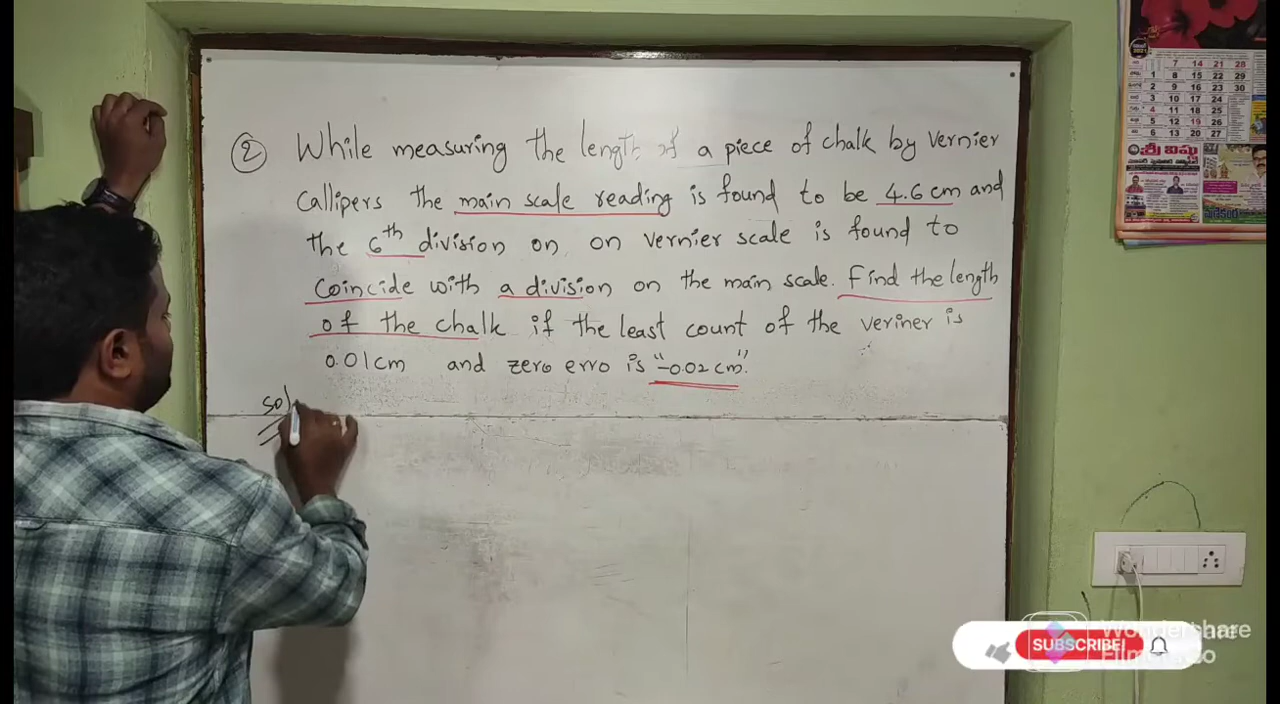 ② While measuring the length of a piece of chalk by vernier
Callipers the main scale reading is found to be 4.6 cm and
the 6th division on on vernier scale is found to
Coincide with a division on the main scale. Find the length
of the chalk if the least count of the veriner is
0.01cm and zero erro is "-0.02 cm".
Sol
శ్రీ విష్ణు
SUBSCRIBE
Wondershare